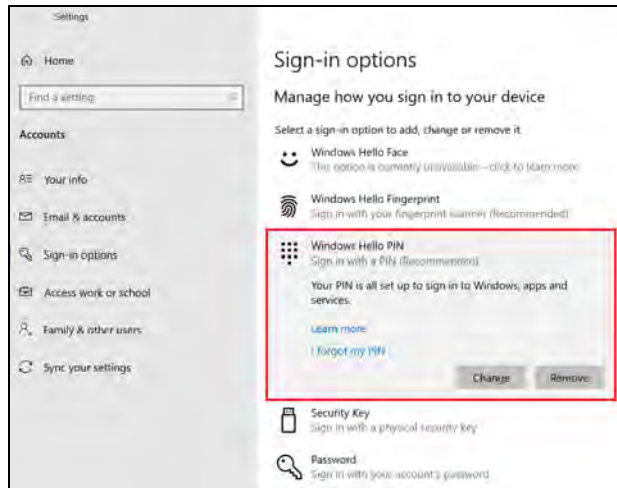 Settings
Home
Find a setting
Accounts
Your info
Email & accounts
Sign-in options
Access work or school
Family & other users
Sync your settings
Sign-in options
Manage how you sign in to your device
Select a sign-in option to add, change or remove it
Windows Hello Face
This option is currently unavailable – click to learn more
Windows Hello Fingerprint
Sign in with your fingerprint scanner (Recommended)
Windows Hello PIN
Sign in with a PIN (Recommended)
Your PIN is all set up to sign in to Windows, apps and
services.
Learn more
I forgot my PIN
Change Remove
Security Key
Sign in with a physical security key
Password
Sign in with your account's password